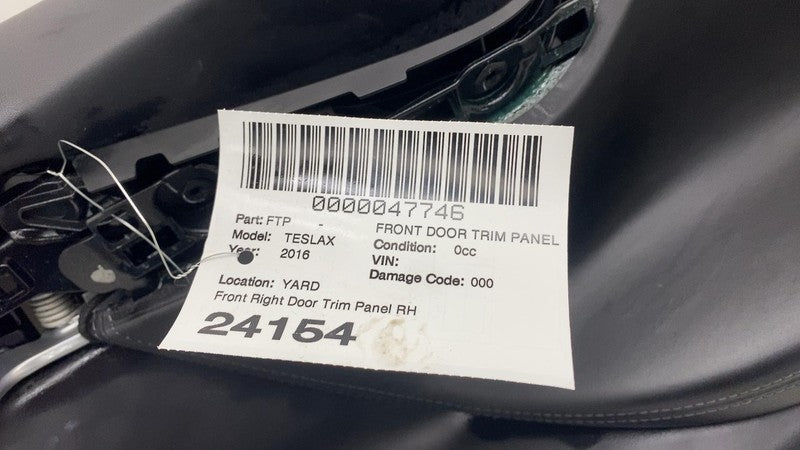 0000047746
Part: FTP - FRONT DOOR TRIM PANEL
Model: TESLAX Condition: 0cc
Year: 2016 VIN:
Damage Code: 000
Location: YARD
Front Right Door Trim Panel RH
24154